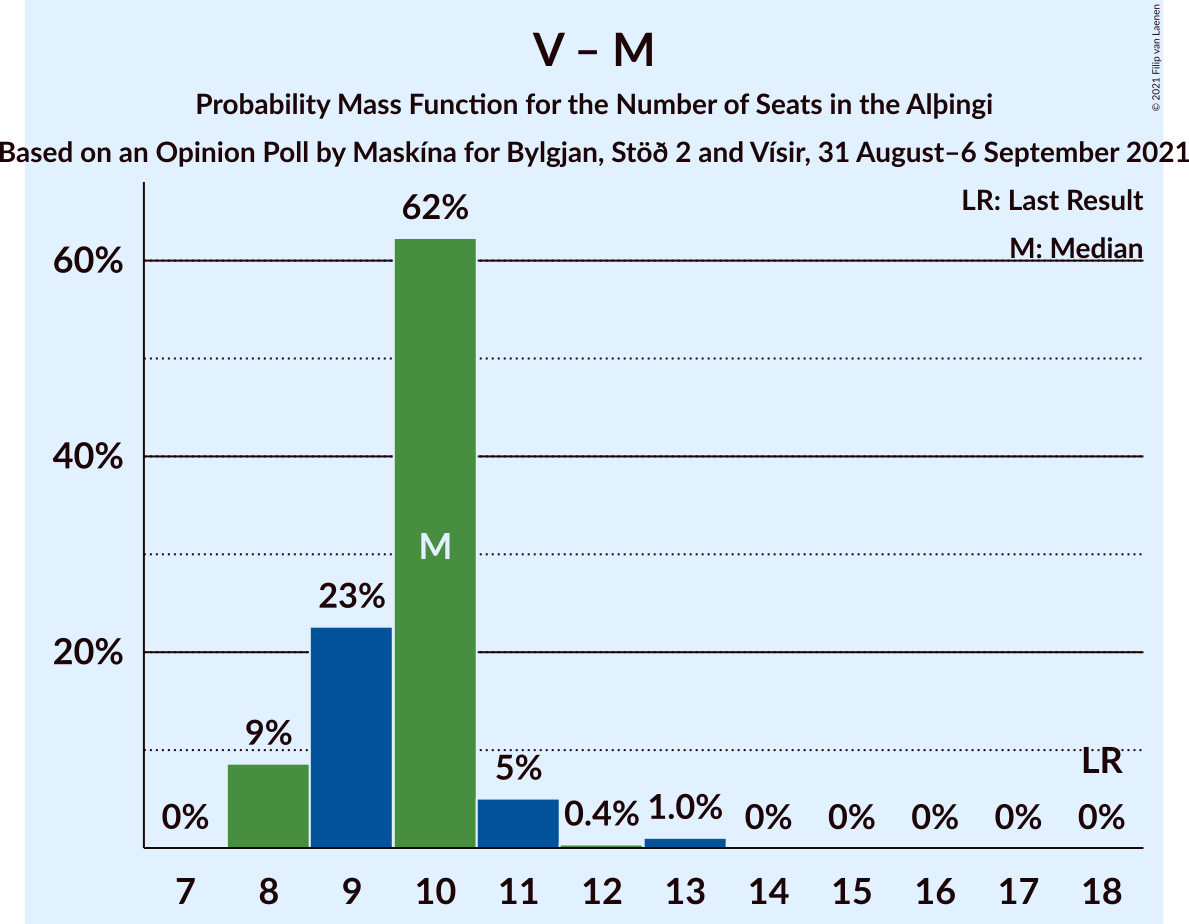 V – M
Probability Mass Function for the Number of Seats in the Alþingi
Based on an Opinion Poll by Maskína for Bylgjan, Stöð 2 and Vísir, 31 August–6 September 2021
© 2021 Filip van Laenen
LR: Last Result
M: Median
60%
40%
20%
0%
9%
23%
62%
M
5%
0.4%
1.0%
0%
0%
0%
0%
LR
0%
7 8 9 10 11 12 13 14 15 16 17 18